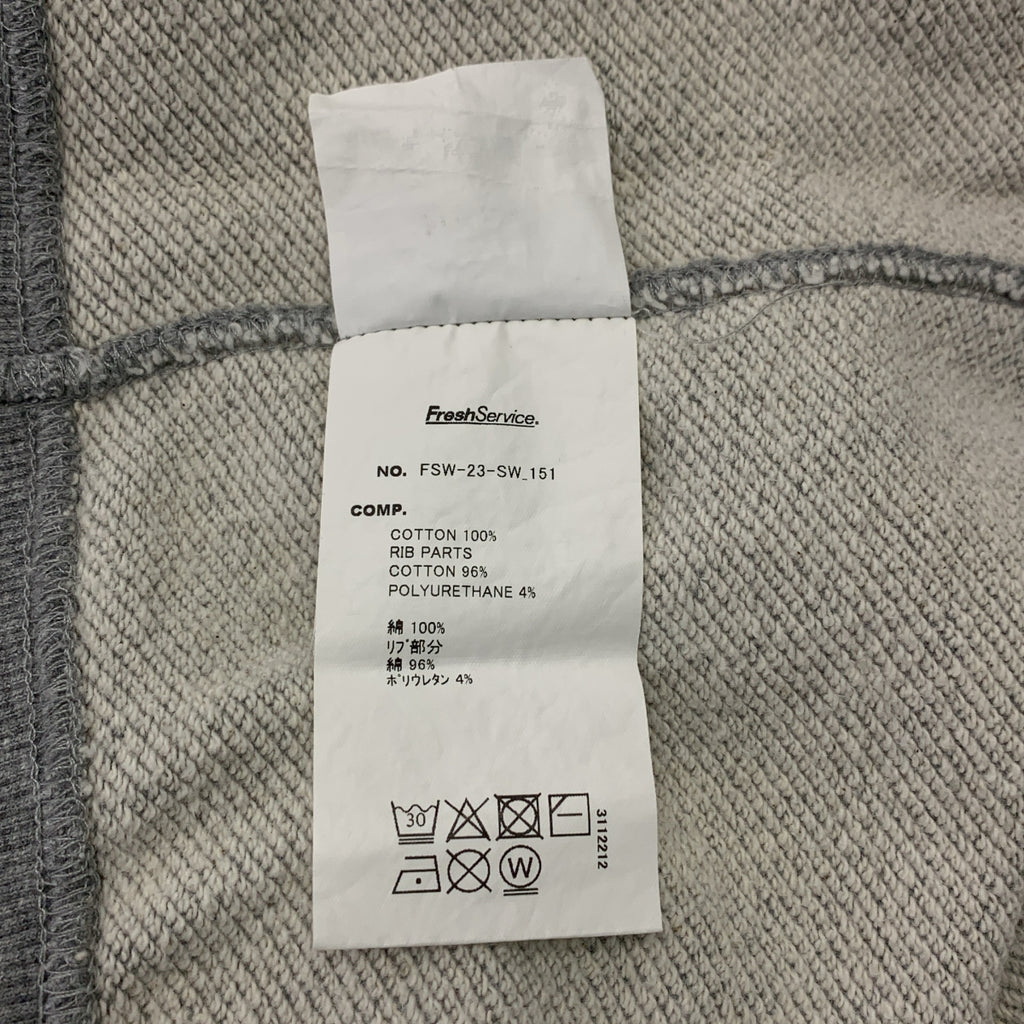 FreshService.
NO. FSW-23-SW_151
COMP.
COTTON 100%
RIB PARTS
COTTON 96%
POLYURETHANE 4%
綿 100%
リブ部分
綿 96%
ポリウレタン 4%
30
W
3112212